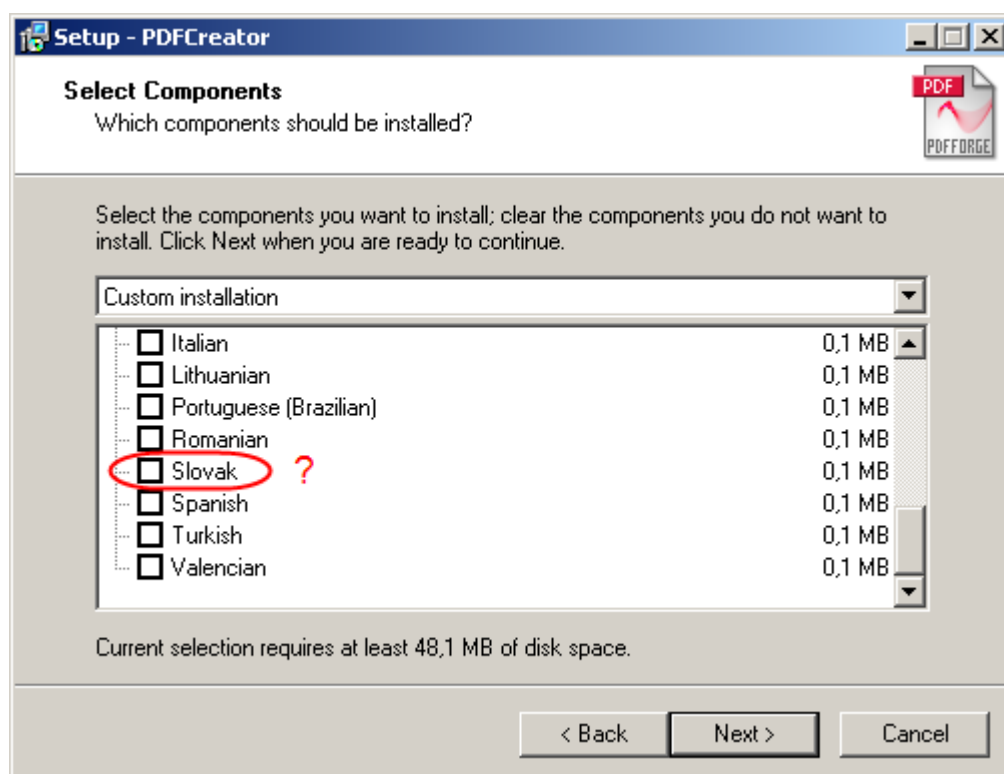 Setup - PDFCreator
Select Components
Which components should be installed?
PDF
PDFFORGE
Select the components you want to install; clear the components you do not want to
install. Click Next when you are ready to continue.
Custom installation
Italian 0,1 MB
Lithuanian 0,1 MB
Portuguese (Brazilian) 0,1 MB
Romanian 0,1 MB
Slovak ? 0,1 MB
Spanish 0,1 MB
Turkish 0,1 MB
Valencian 0,1 MB
Current selection requires at least 48,1 MB of disk space.
< Back Next > Cancel